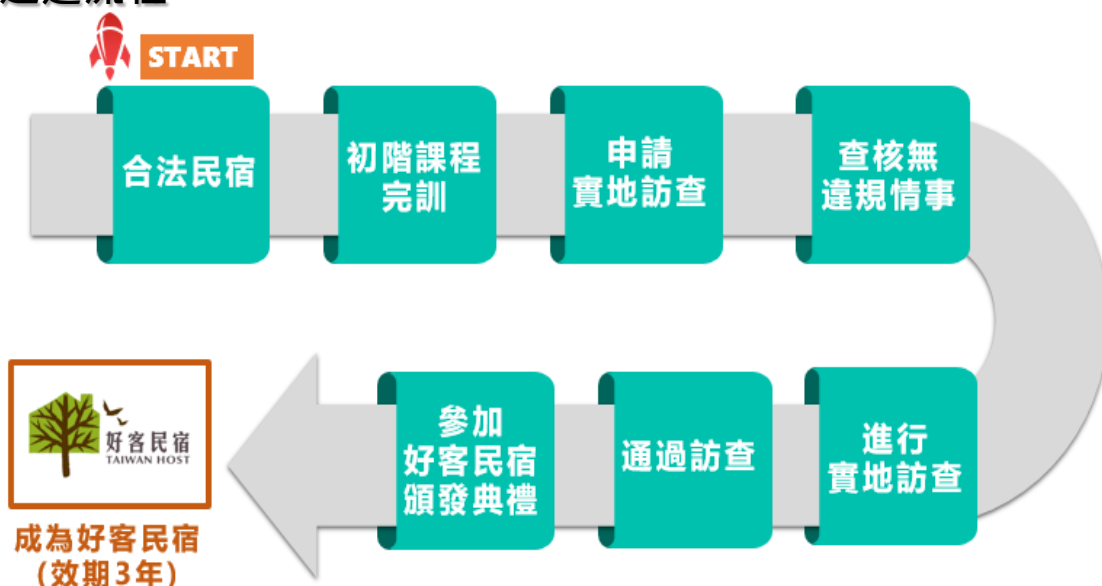 流程
START
合法民宿
初階課程
完訓
申請
實地訪查
查核無
違規情事
進行
實地訪查
通過訪查
參加
好客民宿
頒發典禮
好客民宿
TAIWAN HOST
成為好客民宿
(效期3年)